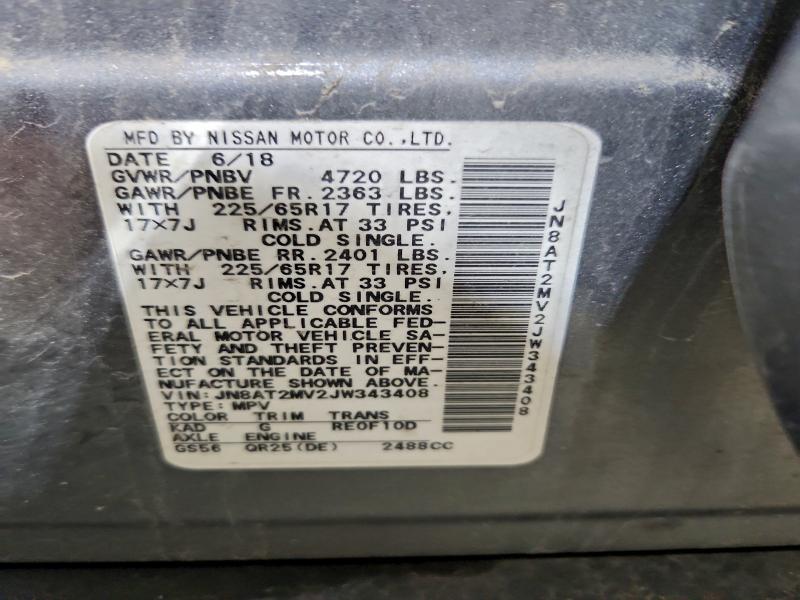 MFD BY NISSAN MOTOR CO.,LTD.
DATE 6/18
GVWR/PNBV 4720 LBS.
GAWR/PNBE FR. 2363 LBS.
WITH 225/65R17 TIRES,
17×7J RIMS.AT 33 PSI
COLD SINGLE.
GAWR/PNBE RR. 2401 LBS.
WITH 225/65R17 TIRES,
17×7J RIMS.AT 33 PSI
COLD SINGLE.
THIS VEHICLE CONFORMS
TO ALL APPLICABLE FED-
ERAL MOTOR VEHICLE SA-
FETY AND THEFT PREVEN-
TION STANDARDS IN EFF-
ECT ON THE DATE OF MA-
NUFACTURE SHOWN ABOVE.
VIN:JN8AT2MV2JW343408
TYPE:MPV
COLOR TRIM TRANS
KAD G RE0F10D
AXLE ENGINE
GS56 QR25(DE) 2488CC
JN8AT2MV2JW343408